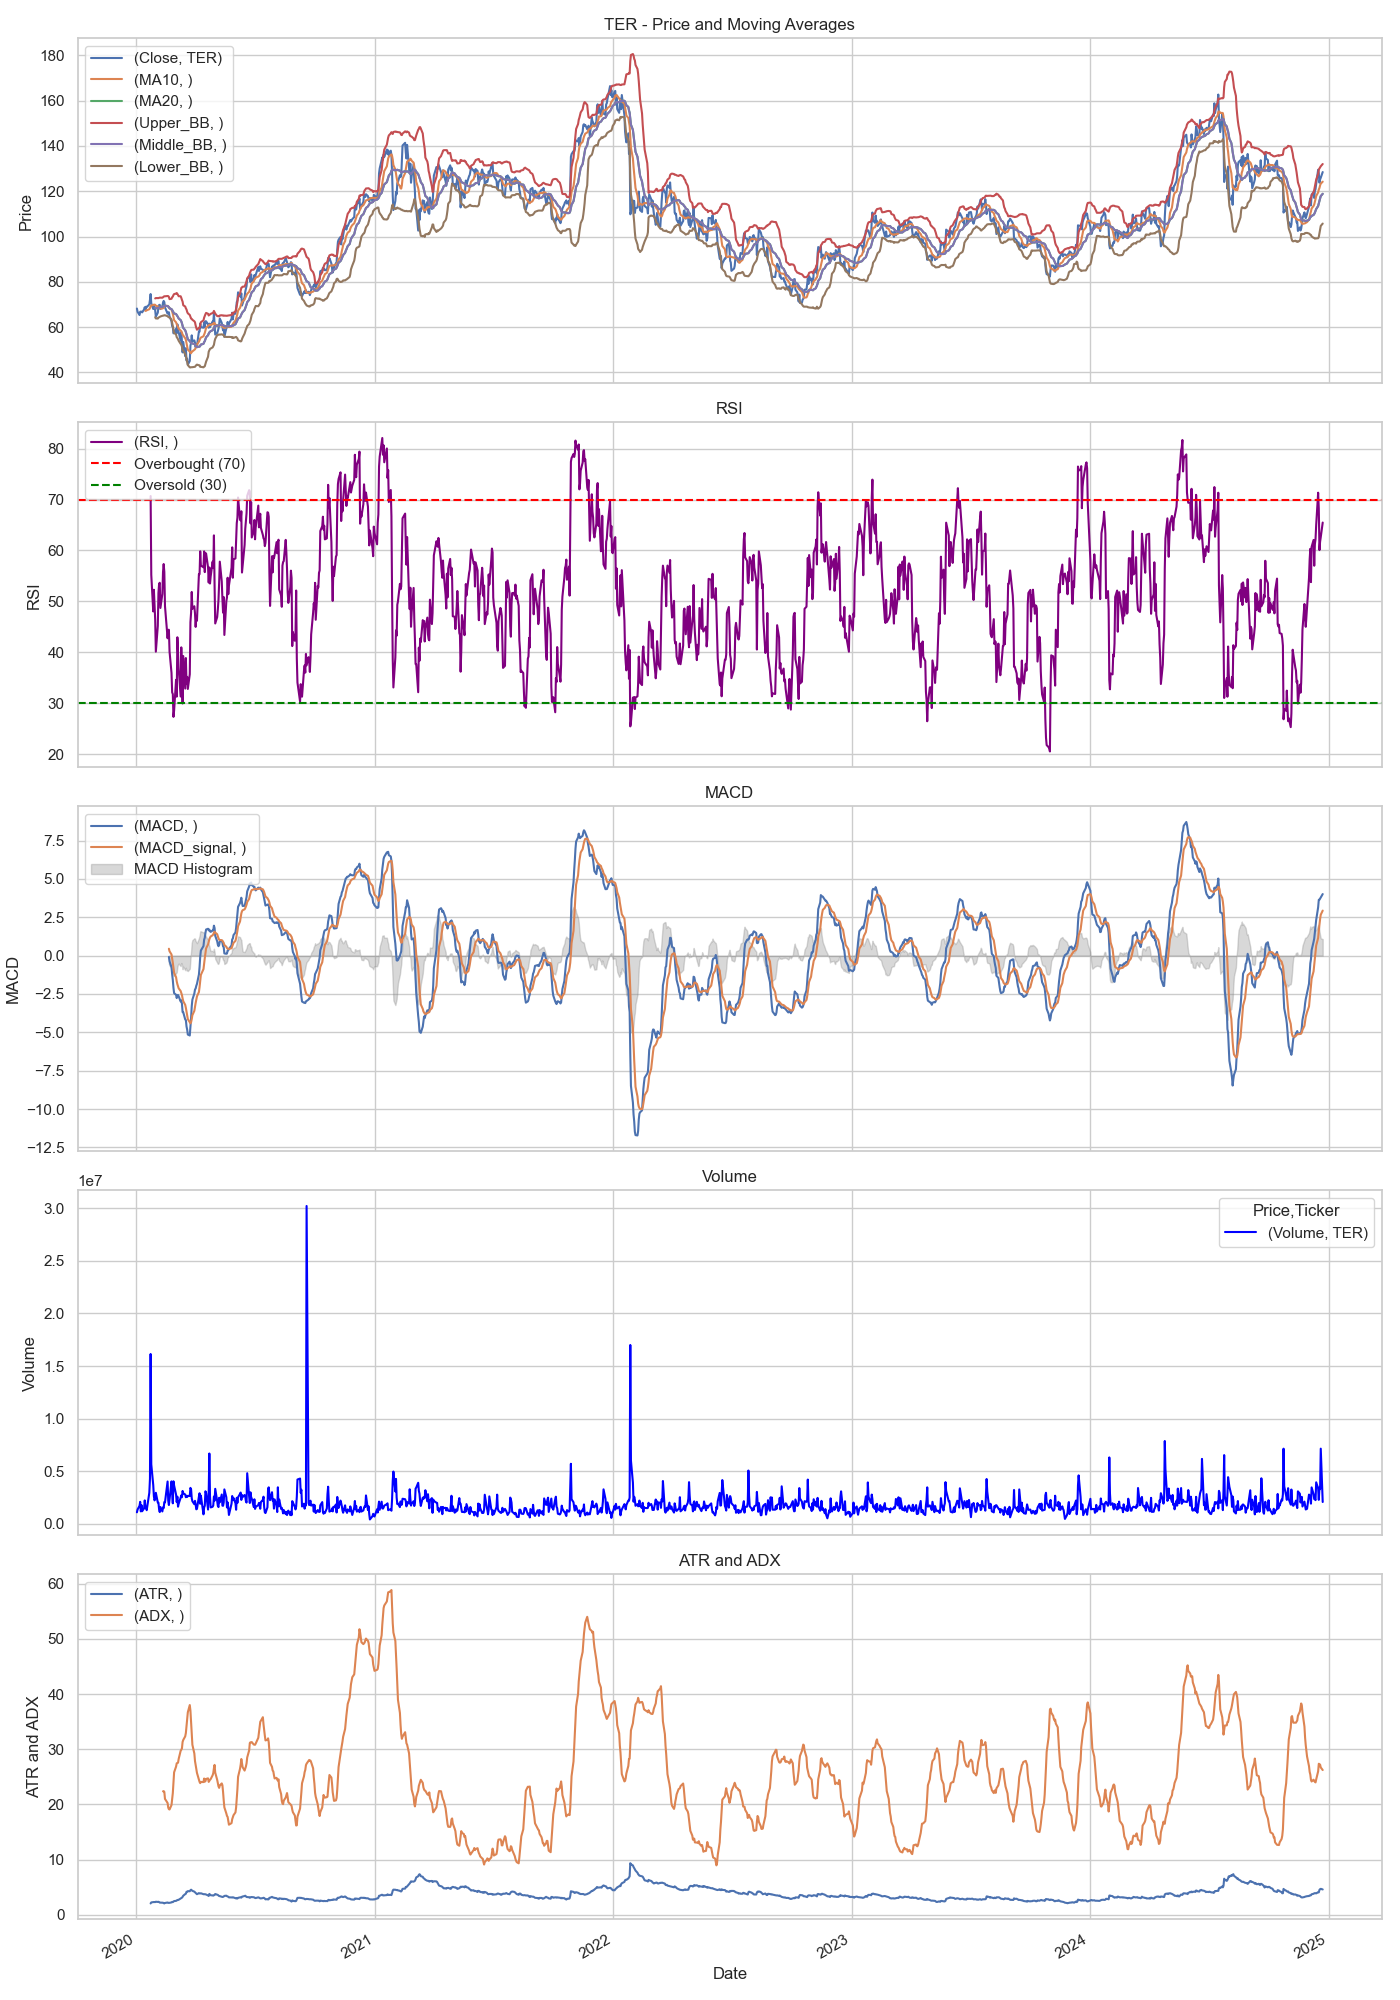 TER - Price and Moving Averages
180
160
140
120
100
80
60
40
Price
(Close, TER)
(MA10, )
(MA20, )
(Upper_BB, )
(Middle_BB, )
(Lower_BB, )
RSI
80
70
60
50
40
30
20
RSI
(RSI, )
Overbought (70)
Oversold (30)
MACD
7.5
5.0
2.5
0.0
−2.5
−5.0
−7.5
−10.0
−12.5
MACD
(MACD, )
(MACD_signal, )
MACD Histogram
Volume
1e7
3.0
2.5
2.0
1.5
1.0
0.5
0.0
Volume
Price,Ticker
(Volume, TER)
ATR and ADX
60
50
40
30
20
10
0
ATR and ADX
(ATR, )
(ADX, )
2020
2021
2022
2023
2024
2025
Date